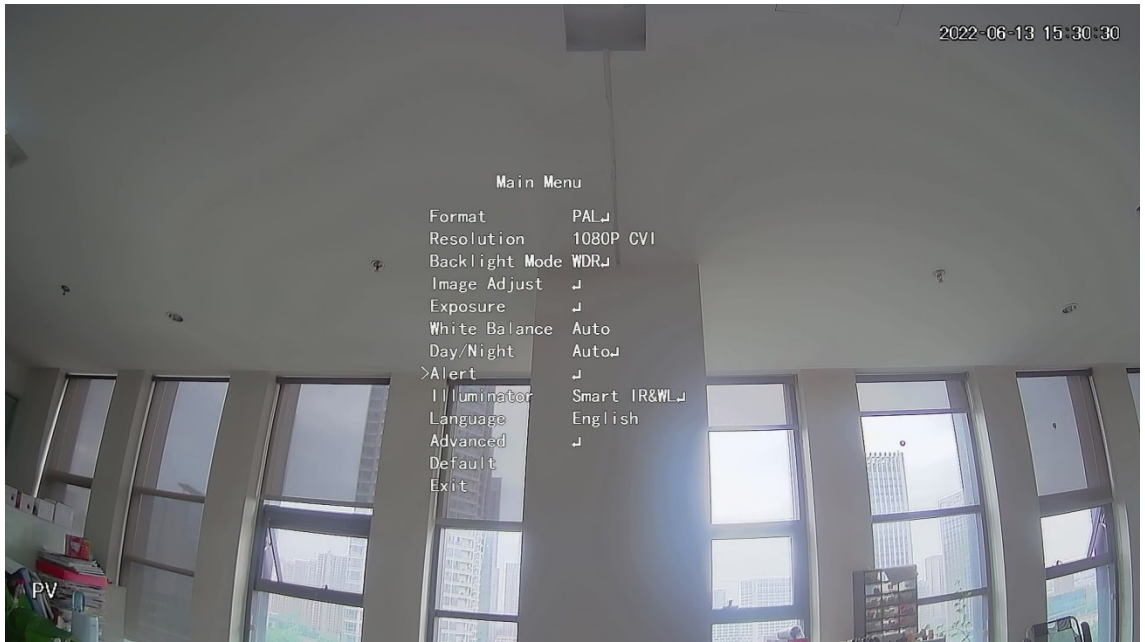 2022-06-13 15:30:30
Main Menu
Format PAL↵
Resolution 1080P CVI
Backlight Mode WDR↵
Image Adjust ↵
Exposure ↵
White Balance Auto
Day/Night Auto↵
>Alert ↵
Illuminator Smart IR&WL↵
Language English
Advanced ↵
Default
Exit
PV